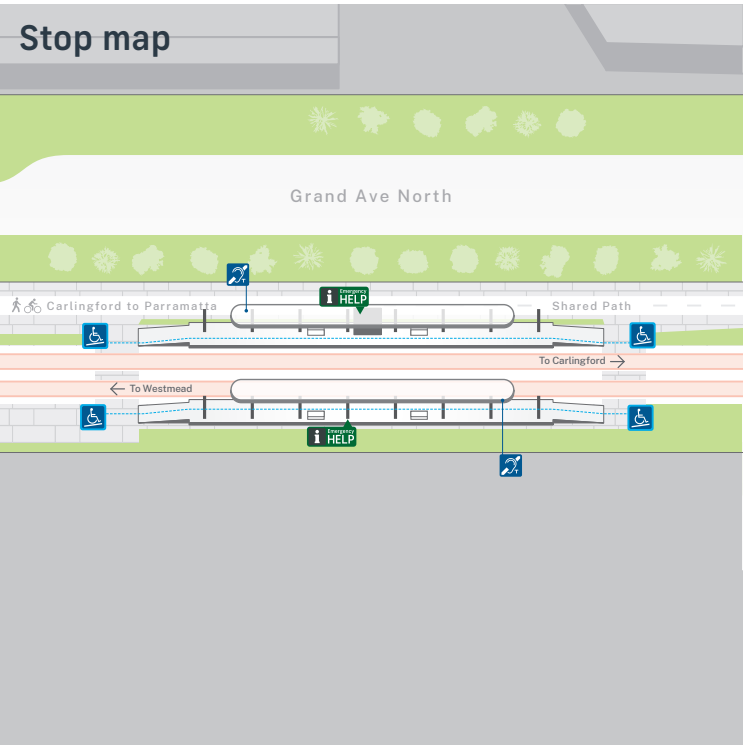 Stop map
Grand Ave North
T
i Emergency HELP
Carlingford to Parramatta
Shared Path
To Carlingford
To Westmead
i Emergency HELP
T